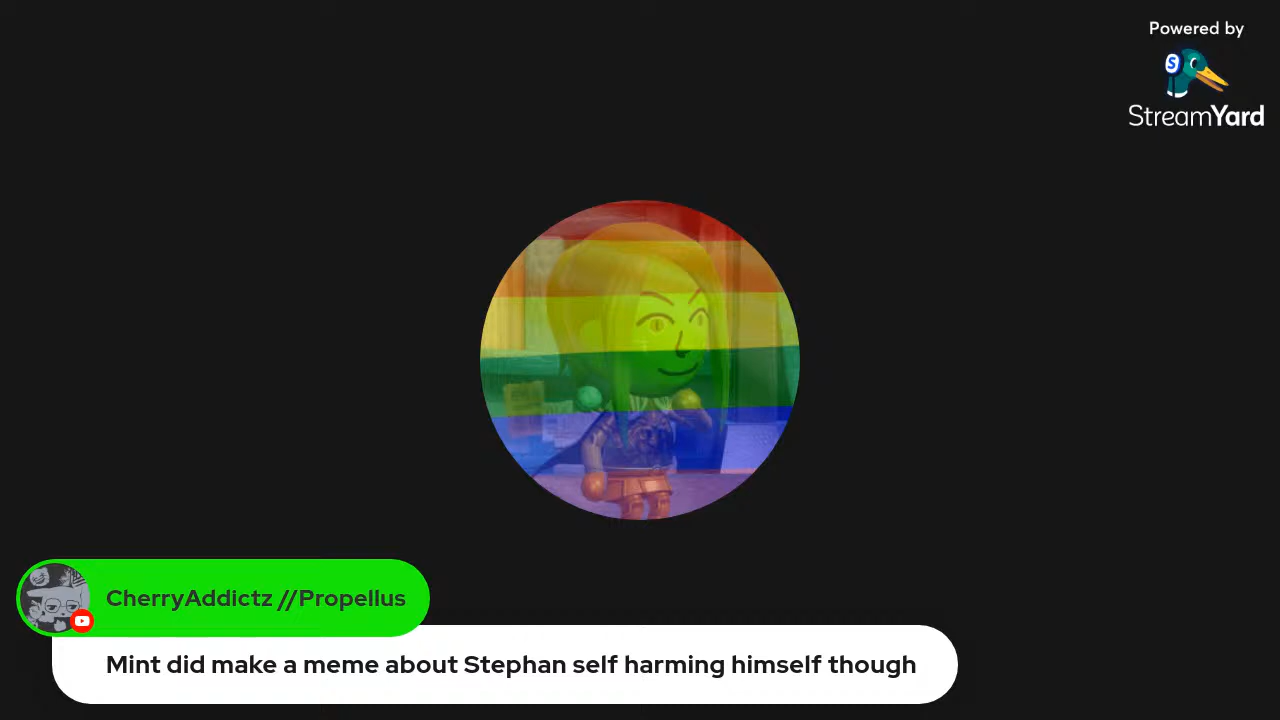 Powered by
S
StreamYard
CherryAddictz //Propellus
Mint did make a meme about Stephan self harming himself though